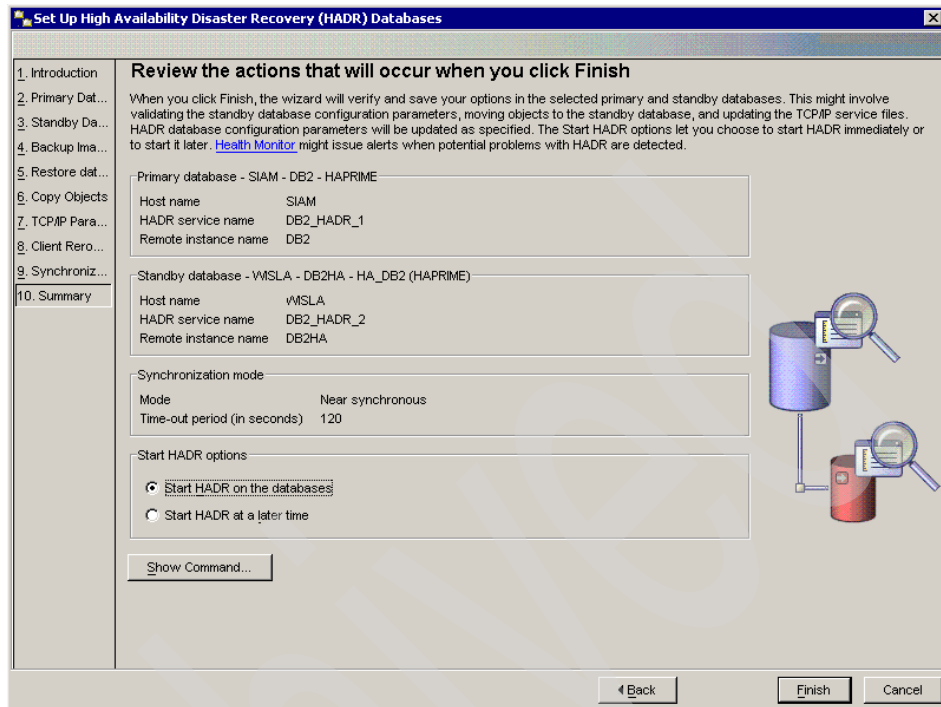 Set Up High Availability Disaster Recovery (HADR) Databases
1. Introduction
2. Primary Dat...
3. Standby Da...
4. Backup Ima...
5. Restore dat...
6. Copy Objects
7. TCP/IP Para...
8. Client Rero...
9. Synchroniz...
10. Summary
Review the actions that will occur when you click Finish
When you click Finish, the wizard will verify and save your options in the selected primary and standby databases. This might involve
validating the standby database configuration parameters, moving objects to the standby database, and updating the TCP/IP service files.
HADR database configuration parameters will be updated as specified. The Start HADR options let you choose to start HADR immediately or
to start it later. Health Monitor might issue alerts when potential problems with HADR are detected.
Primary database - SIAM - DB2 - HAPRIME
Host name SIAM
HADR service name DB2_HADR_1
Remote instance name DB2
Standby database - WISLA - DB2HA - HA_DB2 (HAPRIME)
Host name WISLA
HADR service name DB2_HADR_2
Remote instance name DB2HA
Synchronization mode
Mode Near synchronous
Time-out period (in seconds) 120
Start HADR options
Start HADR on the databases
Start HADR at a later time
Show Command...
Back
Finish
Cancel